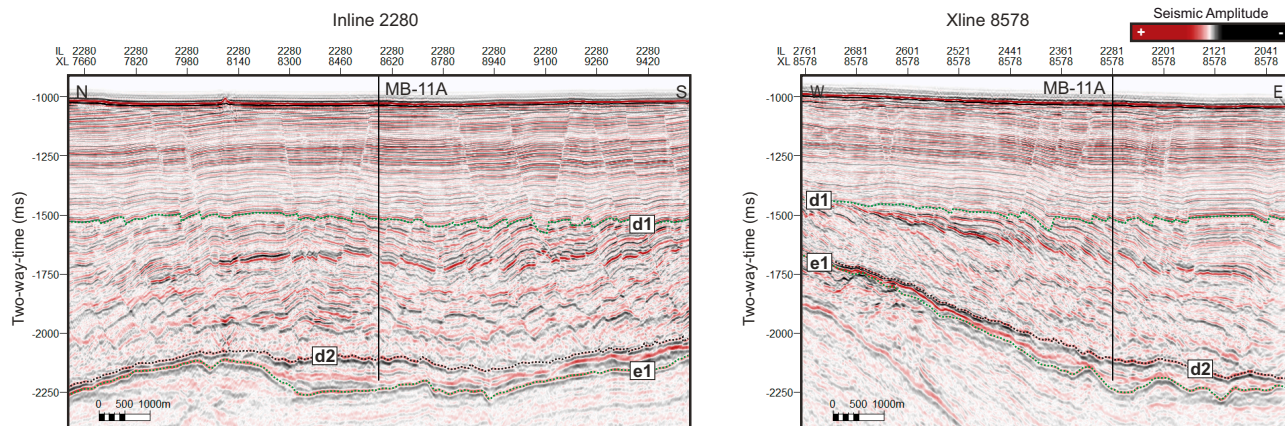 Inline 2280
Xline 8578
Seismic Amplitude
+ -
IL 2280 2280 2280 2280 2280 2280 2280 2280 2280 2280 2280 2280
XL 7660 7820 7980 8140 8300 8460 8620 8780 8940 9100 9260 9420
IL 2761 2681 2601 2521 2441 2361 2281 2201 2121 2041
XL 8578 8578 8578 8578 8578 8578 8578 8578 8578 8578
N MB-11A S
W MB-11A E
Two-way-time (ms)
-1000
-1250
-1500
-1750
-2000
-2250
d1
d2
e1
0 500 1000m
Two-way-time (ms)
-1000
-1250
-1500
-1750
-2000
-2250
d1
e1
d2
0 500 1000m